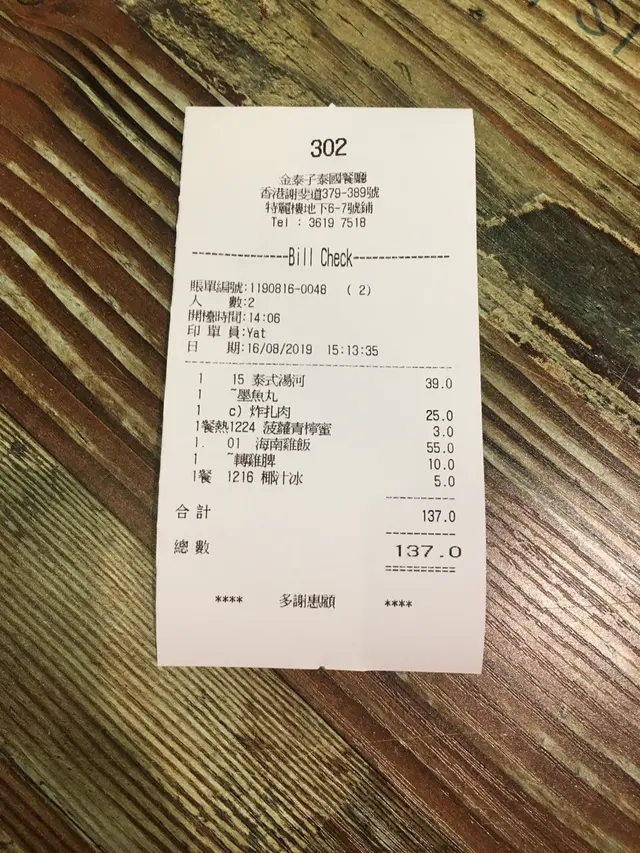 302
金泰子泰國餐廳
香港謝斐道379-389號
特麗樓地下6-7號鋪
Tel : 3619 7518
Bill Check
賬單編號:1190816-0048 (2)
人 數:2
開檯時間:14:06
印單員:Yat
日 期:16/08/2019 15:13:35
1 15 泰式湯河 39.0
1 ~墨魚丸
1 c) 炸扎肉 25.0
1餐熱1224 菠蘿青檸蜜 3.0
1. 01 海南雞飯 55.0
1 ~轉雞脾 10.0
1餐 1216 椰汁冰 5.0
合計 137.0
總數 137.0
**** 多謝惠顧 ****